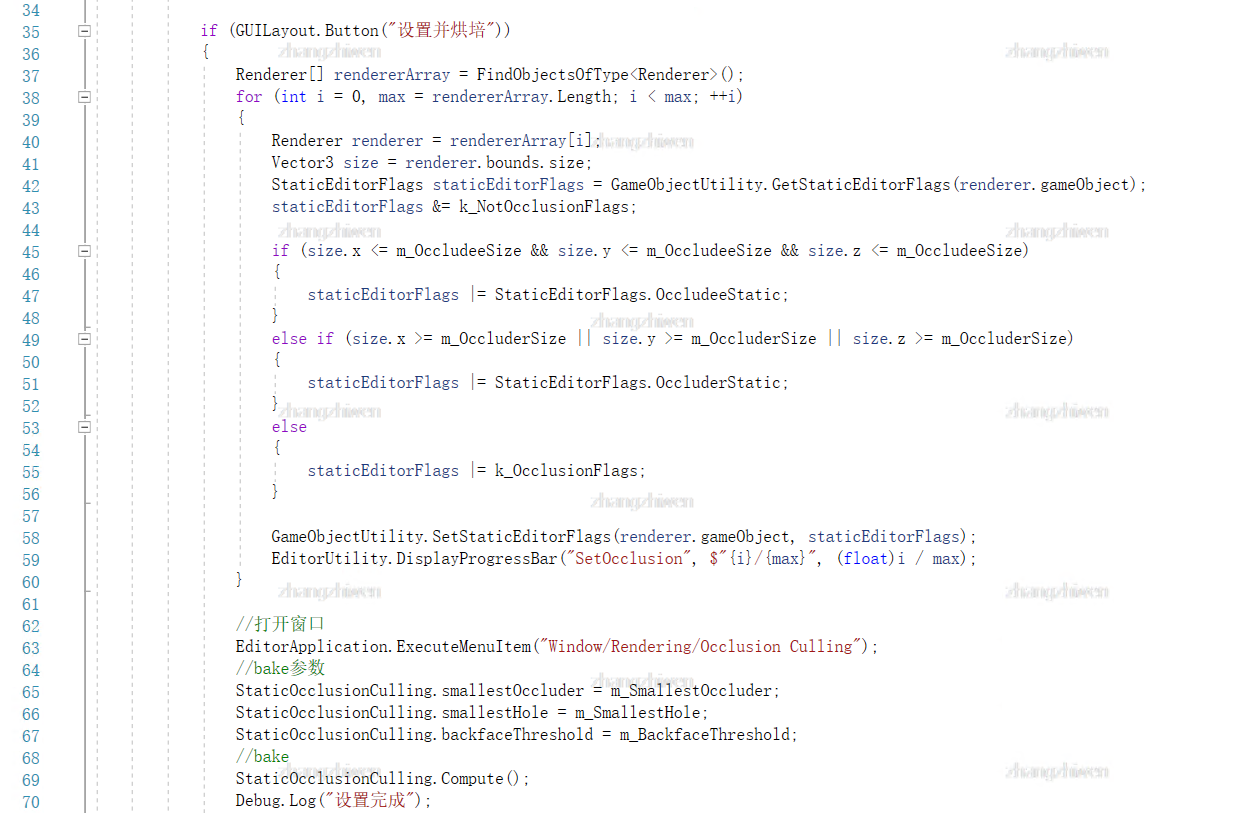 34
35 if (GUILayout.Button("设置并烘培"))
36 {
37 Renderer[] rendererArray = FindObjectsOfType<Renderer>();
38 for (int i = 0, max = rendererArray.Length; i < max; ++i)
39 {
40 Renderer renderer = rendererArray[i];
41 Vector3 size = renderer.bounds.size;
42 StaticEditorFlags staticEditorFlags = GameObjectUtility.GetStaticEditorFlags(renderer.gameObject);
43 staticEditorFlags &= k_NotOcclusionFlags;
44
45 if (size.x <= m_OccludeeSize && size.y <= m_OccludeeSize && size.z <= m_OccludeeSize)
46 {
47 staticEditorFlags |= StaticEditorFlags.OccludeeStatic;
48 }
49 else if (size.x >= m_OccluderSize || size.y >= m_OccluderSize || size.z >= m_OccluderSize)
50 {
51 staticEditorFlags |= StaticEditorFlags.OccluderStatic;
52 }
53 else
54 {
55 staticEditorFlags |= k_OcclusionFlags;
56 }
57
58 GameObjectUtility.SetStaticEditorFlags(renderer.gameObject, staticEditorFlags);
59 EditorUtility.DisplayProgressBar("SetOcclusion", $"{i}/{max}", (float)i / max);
60 }
61
62 //打开窗口
63 EditorApplication.ExecuteMenuItem("Window/Rendering/Occlusion Culling");
64 //bake参数
65 StaticOcclusionCulling.smallestOccluder = m_SmallestOccluder;
66 StaticOcclusionCulling.smallestHole = m_SmallestHole;
67 StaticOcclusionCulling.backfaceThreshold = m_BackfaceThreshold;
68 //bake
69 StaticOcclusionCulling.Compute();
70 Debug.Log("设置完成");
zhangzhiwen